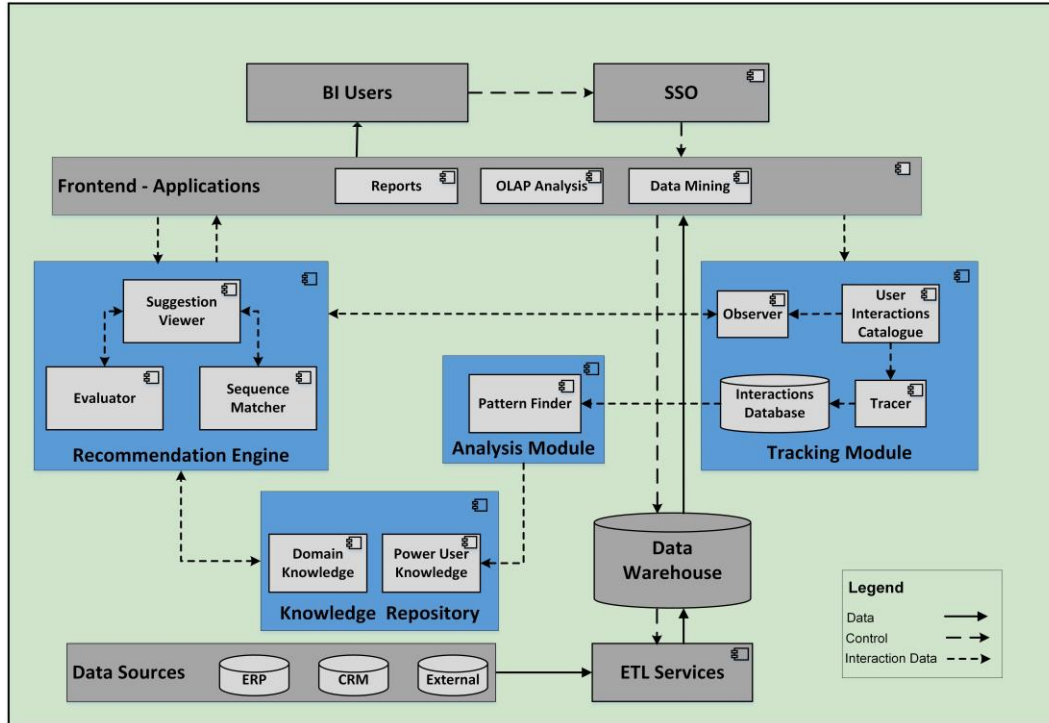 BI Users
SSO
Frontend - Applications
Reports
OLAP Analysis
Data Mining
Suggestion
Viewer
Evaluator
Sequence
Matcher
Recommendation Engine
Pattern Finder
Analysis Module
Observer
User
Interactions
Catalogue
Interactions
Database
Tracer
Tracking Module
Domain
Knowledge
Power User
Knowledge
Knowledge Repository
Data
Warehouse
Legend
Data
Control
Interaction Data
Data Sources
ERP
CRM
External
ETL Services